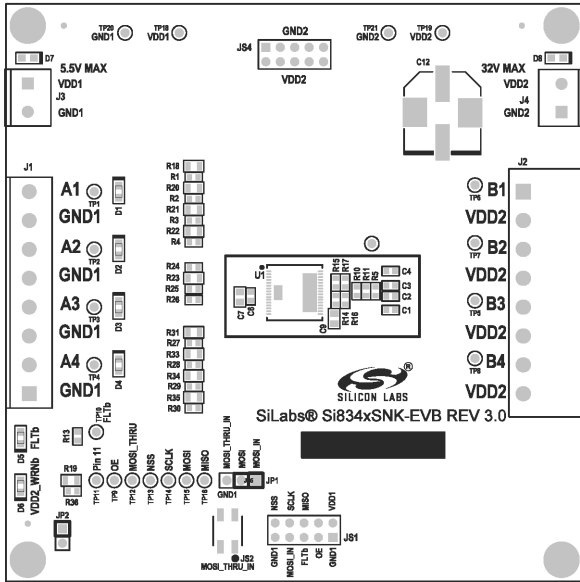 TP20 TP18 TP21 TP19
GND1 VDD1 GND2 GND2 VDD2
JS4
VDD2
D7 D8
5.5V MAX C12 32V MAX
VDD1 VDD2
J3 J4
GND1 GND2
J1 J2
A1 B1
TP1 D1 TP6
GND1 VDD2
A2 B2
TP2 D2 TP7
GND1 VDD2
A3 B3
TP3 D3 TP5
GND1 VDD2
A4 B4
TP4 D4 TP8
GND1 VDD2
R18
R1
R20
R2
R21
R3
R22
R4
R24
R23
R25
R26
R31
R27
R33
R28
R34
R29
R35
R30
U1
R15 R17
R10 R11 R5
C4
C3
C2
C1
C7 C8
C9 R14 R16
®
SILICON LABS
SiLabs® Si834xSNK-EVB REV 3.0
TP10
FLTb
R13
D5 FLTb
D6 VDD2_WRNb
R19
R36
Pin 11 OE MOSI_THRU NSS SCLK MOSI MISO
TP11 TP9 TP12 TP13 TP14 TP15 TP16
MOSI_THRU_IN MOSI MOSI_IN
GND1 JP1
JP2
JS2
MOSI_THRU_IN
NSS SCLK MISO VDD1
JS1
GND1 MOSI_IN FLTb OE GND1